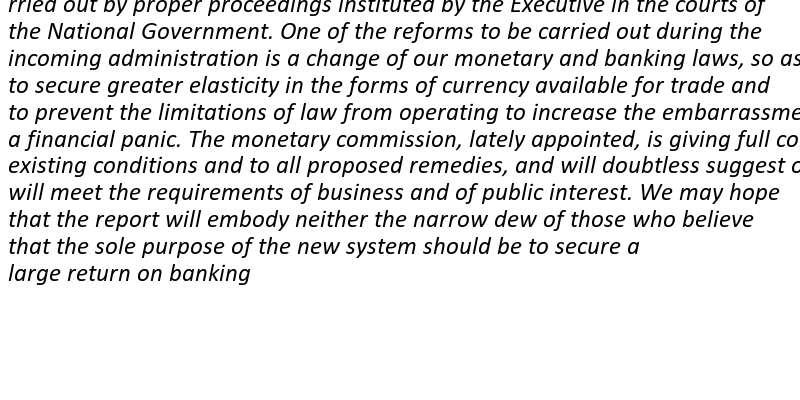 rried out by proper proceedings instituted by the Executive in the courts of
the National Government. One of the reforms to be carried out during the
incoming administration is a change of our monetary and banking laws, so as
to secure greater elasticity in the forms of currency available for trade and
to prevent the limitations of law from operating to increase the embarrassme
a financial panic. The monetary commission, lately appointed, is giving full co
existing conditions and to all proposed remedies, and will doubtless suggest o
will meet the requirements of business and of public interest. We may hope
that the report will embody neither the narrow dew of those who believe
that the sole purpose of the new system should be to secure a
large return on banking